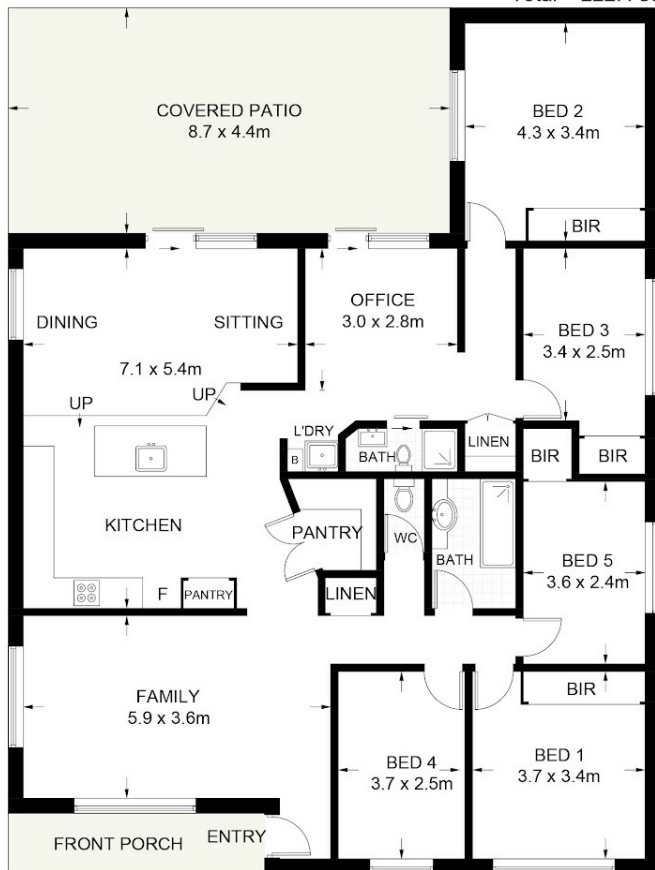 COVERED PATIO
8.7 x 4.4m
BED 2
4.3 x 3.4m
BIR
DINING
SITTING
7.1 x 5.4m
UP
UP
OFFICE
3.0 x 2.8m
BED 3
3.4 x 2.5m
L'DRY
B
BATH
LINEN
BIR
BIR
KITCHEN
PANTRY
WC
BATH
BED 5
3.6 x 2.4m
F
PANTRY
LINEN
FAMILY
5.9 x 3.6m
BIR
BED 4
3.7 x 2.5m
BED 1
3.7 x 3.4m
FRONT PORCH
ENTRY